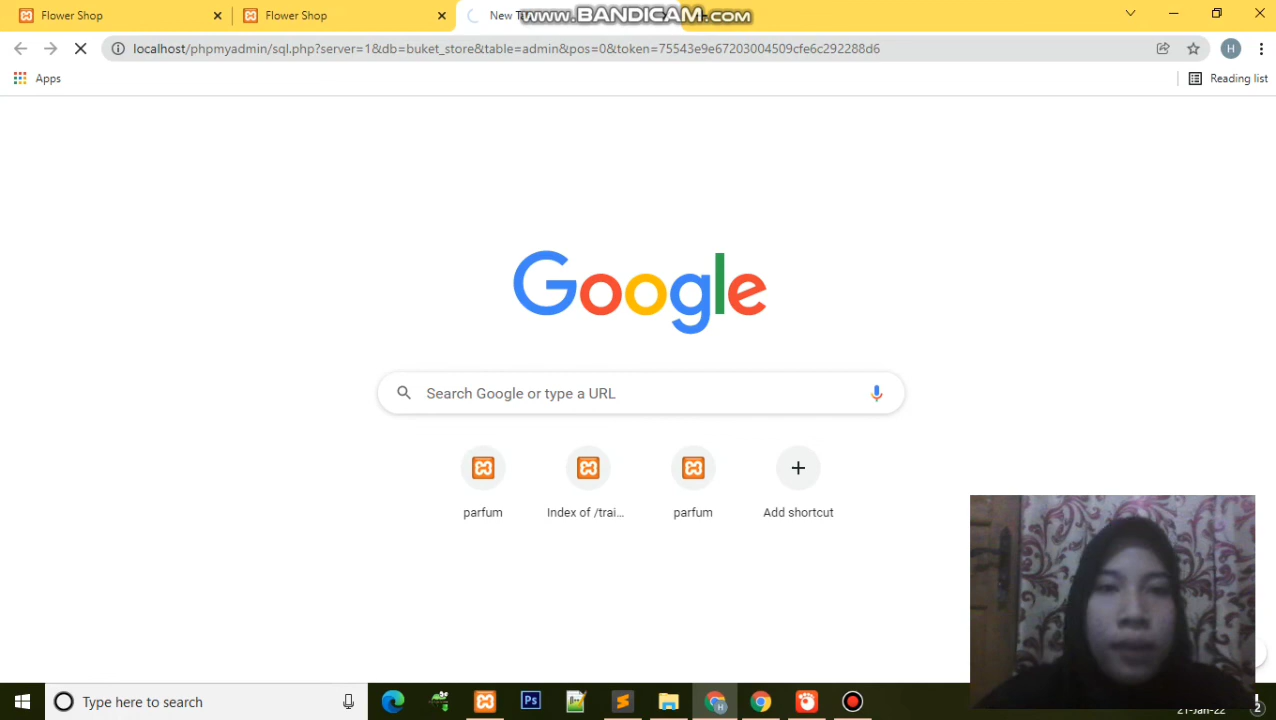 Flower Shop
Flower Shop
New T
WWW.BANDICAM.COM
localhost/phpmyadmin/sql.php?server=1&db=buket_store&table=admin&pos=0&token=75543e9e67203004509cfe6c292288d6
H
Apps
Reading list
Google
Search Google or type a URL
parfum
Index of /trai...
parfum
Add shortcut
Type here to search
Ps
H
21-Jan-22
2